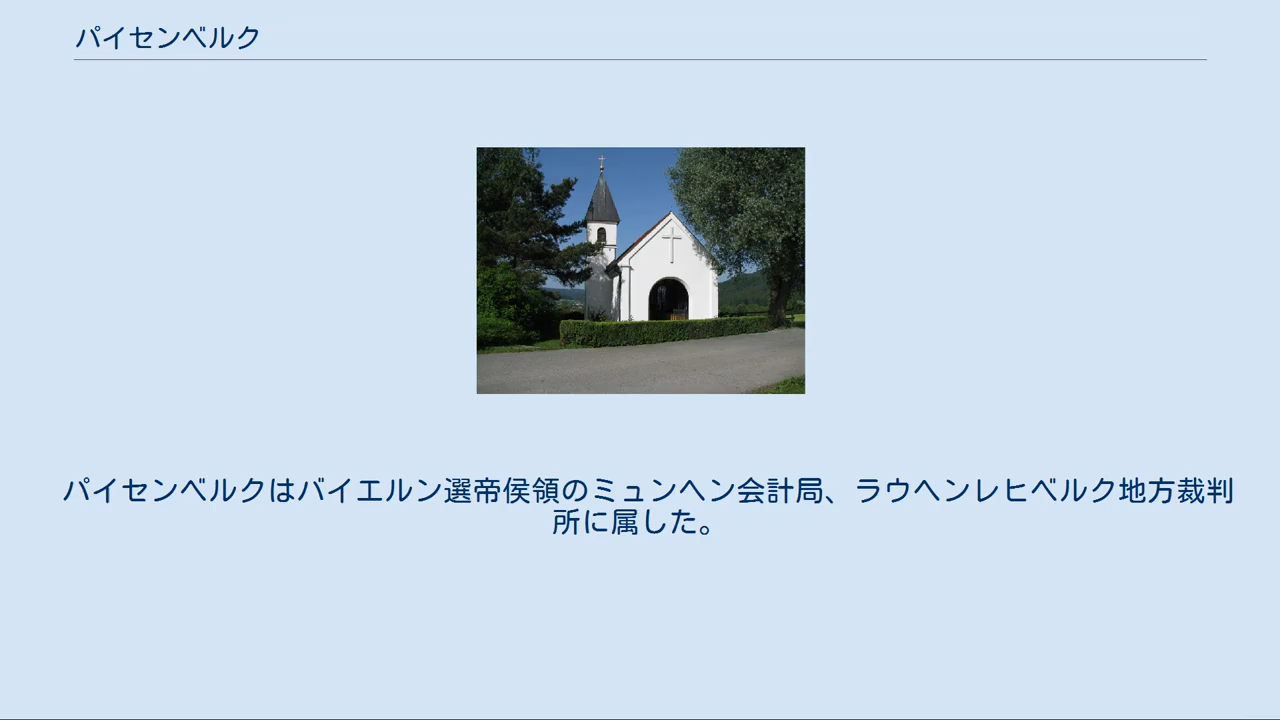 パイセンベルク
パイセンベルクはバイエルン選帝侯領のミュンヘン会計局、ラウヘンレヒベルク地方裁判
所に属した。